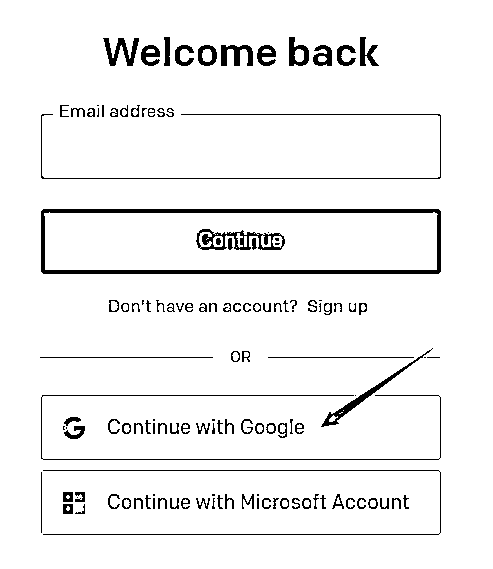 Welcome back
Email address
Continue
Don't have an account? Sign up
OR
Continue with Google
Continue with Microsoft Account